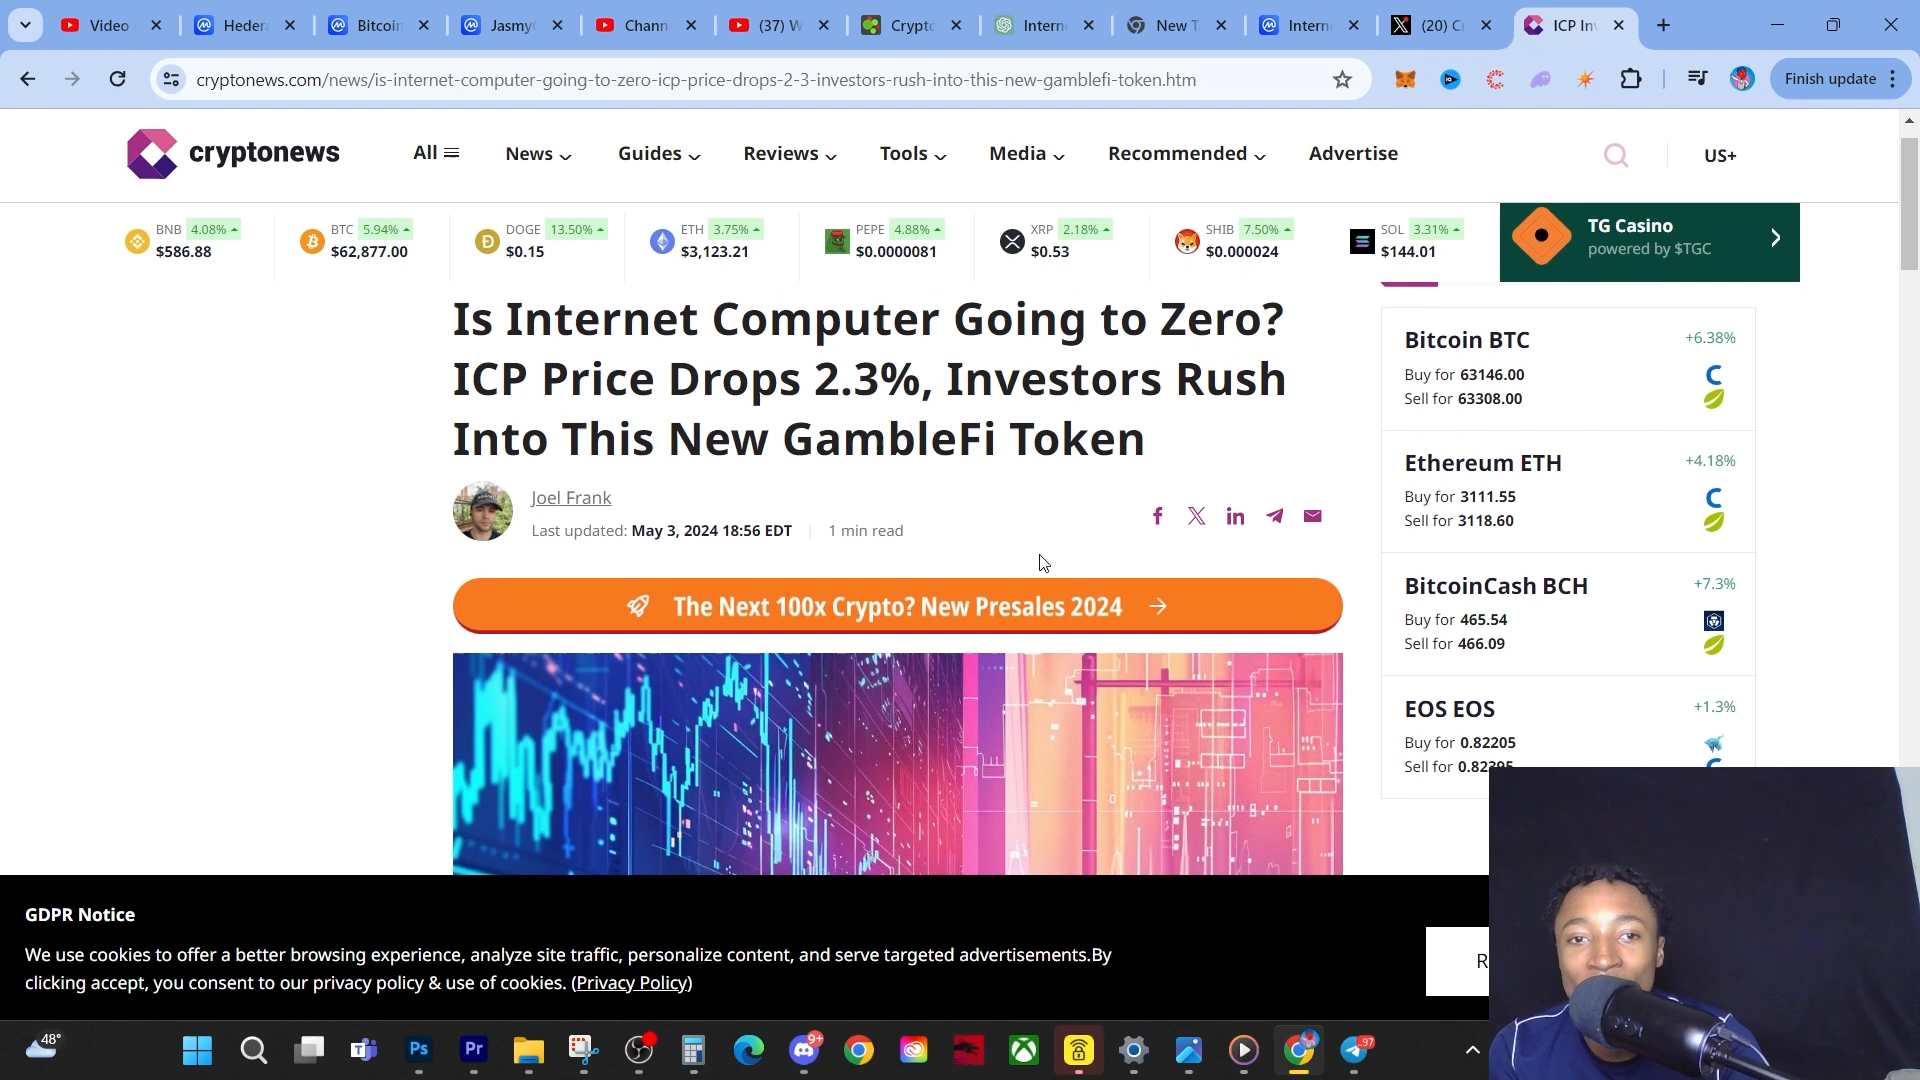 Video
Heder
Bitcoin
Jasmy
Chann
(37) W
Crypto
Intern
New T
Intern
(20) C
ICP In
cryptonews.com/news/is-internet-computer-going-to-zero-icp-price-drops-2-3-investors-rush-into-this-new-gamblefi-token.htm
Finish update
cryptonews
All
News
Guides
Reviews
Tools
Media
Recommended
Advertise
US+
BNB 4.08%
$586.88
BTC 5.94%
$62,877.00
DOGE 13.50%
$0.15
ETH 3.75%
$3,123.21
PEPE 4.88%
$0.0000081
XRP 2.18%
$0.53
SHIB 7.50%
$0.000024
SOL 3.31%
$144.01
TG Casino
powered by $TGC
Is Internet Computer Going to Zero?
ICP Price Drops 2.3%, Investors Rush
Into This New GambleFi Token
Joel Frank
Last updated: May 3, 2024 18:56 EDT
1 min read
The Next 100x Crypto? New Presales 2024
Bitcoin BTC
+6.38%
Buy for 63146.00
Sell for 63308.00
Ethereum ETH
+4.18%
Buy for 3111.55
Sell for 3118.60
BitcoinCash BCH
+7.3%
Buy for 465.54
Sell for 466.09
EOS EOS
+1.3%
Buy for 0.82205
Sell for 0.82395
GDPR Notice
We use cookies to offer a better browsing experience, analyze site traffic, personalize content, and serve targeted advertisements.By
clicking accept, you consent to our privacy policy & use of cookies. (Privacy Policy)
R
48°
Ps
Pr
9+
97